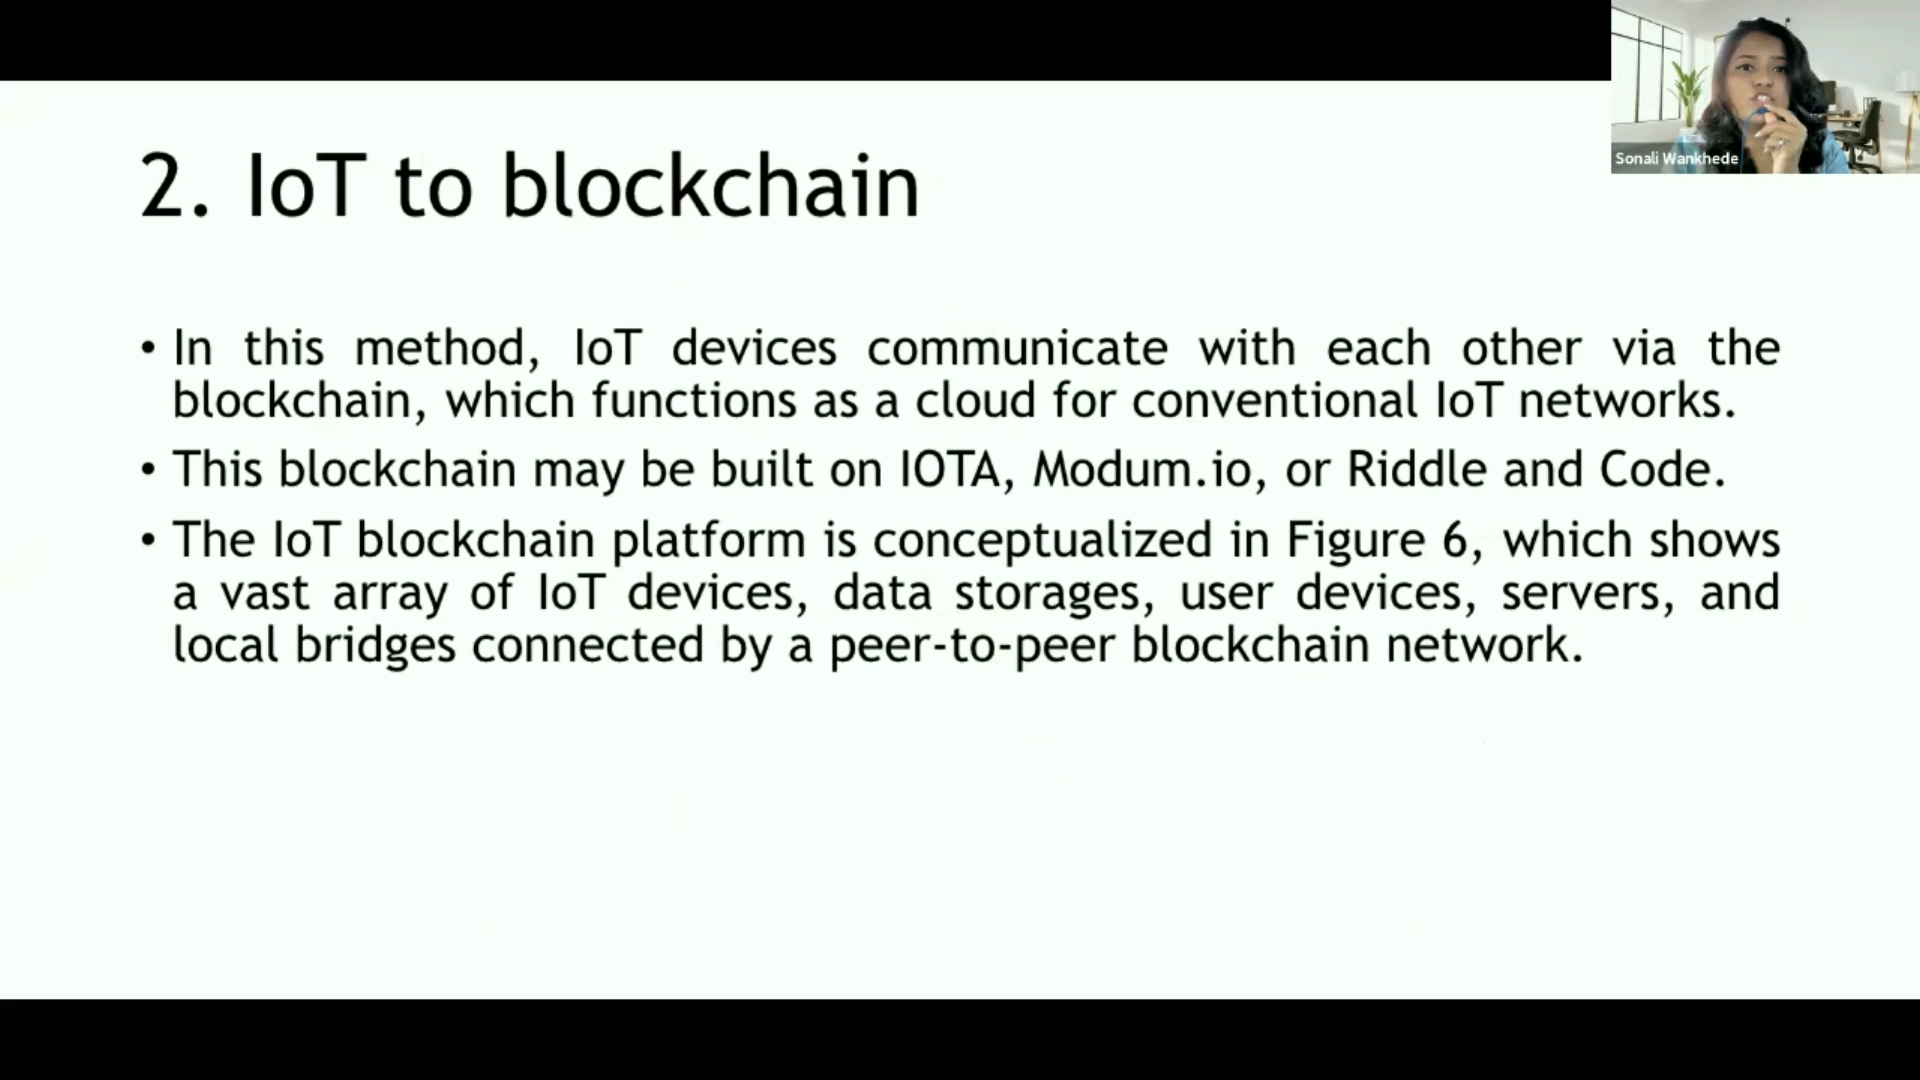 Sonali Wankhede
2. IoT to blockchain
• In this method, IoT devices communicate with each other via the
blockchain, which functions as a cloud for conventional IoT networks.
• This blockchain may be built on IOTA, Modum.io, or Riddle and Code.
• The IoT blockchain platform is conceptualized in Figure 6, which shows
a vast array of IoT devices, data storages, user devices, servers, and
local bridges connected by a peer-to-peer blockchain network.